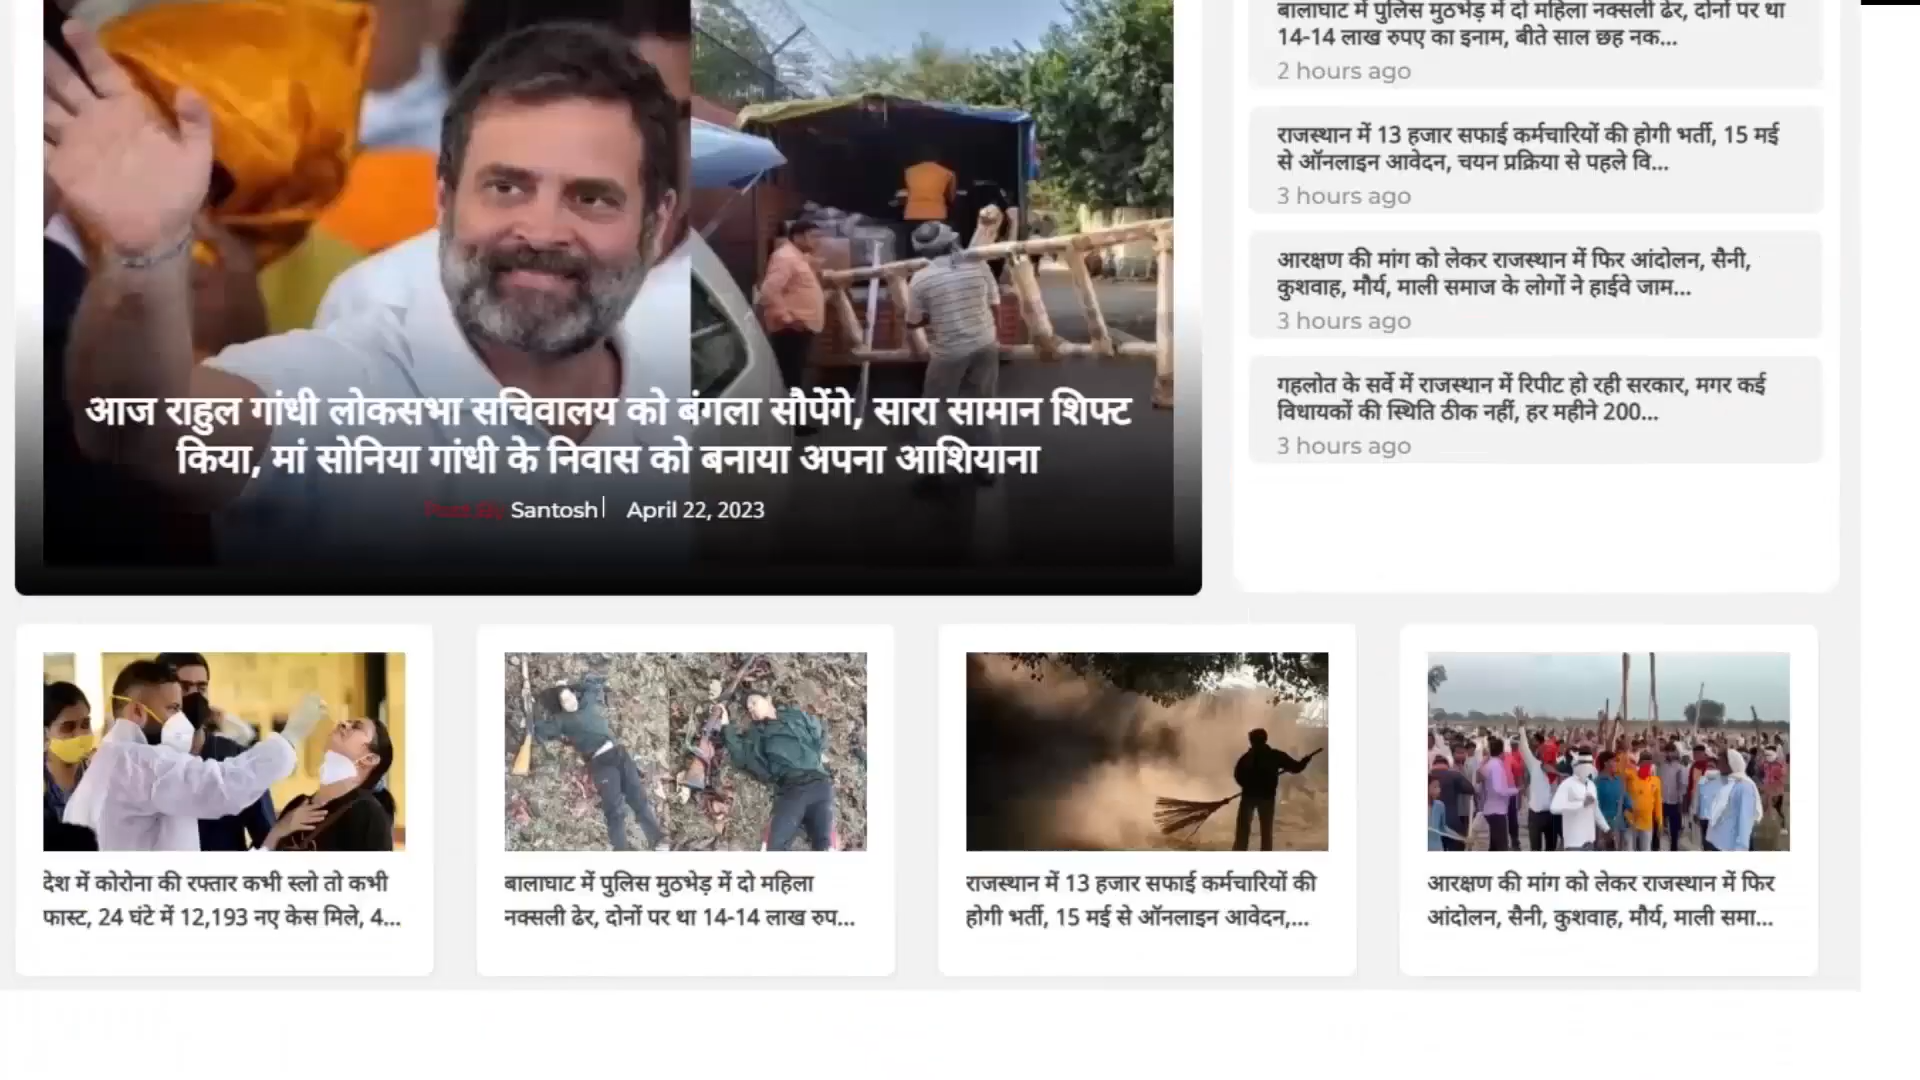 बालाघाट में पुलिस मुठभेड़ में दो महिला नक्सली ढेर, दोनों पर था
14-14 लाख रुपए का इनाम, बीते साल छह नक...
2 hours ago
राजस्थान में 13 हजार सफाई कर्मचारियों की होगी भर्ती, 15 मई
से ऑनलाइन आवेदन, चयन प्रक्रिया से पहले वि...
3 hours ago
आरक्षण की मांग को लेकर राजस्थान में फिर आंदोलन, सैनी,
कुशवाह, मौर्य, माली समाज के लोगों ने हाईवे जाम...
3 hours ago
गहलोत के सर्वे में राजस्थान में रिपीट हो रही सरकार, मगर कई
विधायकों की स्थिति ठीक नहीं, हर महीने 200...
3 hours ago
आज राहुल गांधी लोकसभा सचिवालय को बंगला सौपेंगे, सारा सामान शिफ्ट
किया, मां सोनिया गांधी के निवास को बनाया अपना आशियाना
Post By Santosh | April 22, 2023
देश में कोरोना की रफ्तार कभी स्लो तो कभी
फास्ट, 24 घंटे में 12,193 नए केस मिले, 4...
बालाघाट में पुलिस मुठभेड़ में दो महिला
नक्सली ढेर, दोनों पर था 14-14 लाख रुप...
राजस्थान में 13 हजार सफाई कर्मचारियों की
होगी भर्ती, 15 मई से ऑनलाइन आवेदन,...
आरक्षण की मांग को लेकर राजस्थान में फिर
आंदोलन, सैनी, कुशवाह, मौर्य, माली समा...